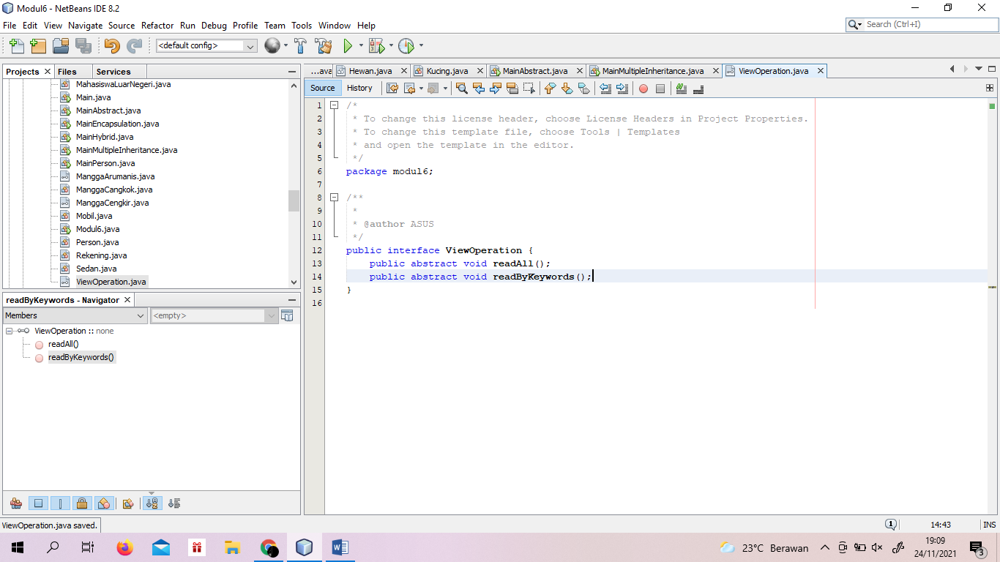 Modul6 - NetBeans IDE 8.2
File Edit View Navigate Source Refactor Run Debug Profile Team Tools Window Help
Search (Ctrl+I)
<default config>
Projects Files Services
MahasiswaLuarNegeri.java
Main.java
MainAbstract.java
MainEncapsulation.java
MainHybrid.java
MainMultipleInheritance.java
MainPerson.java
ManggaArumanis.java
ManggaCangkok.java
ManggaCengkir.java
Mobil.java
Modul6.java
Person.java
Rekening.java
Sedan.java
ViewOperation.java
readByKeywords - Navigator
Members <empty>
ViewOperation :: none
readAll()
readByKeywords()
...ava Hewan.java Kucing.java MainAbstract.java MainMultipleInheritance.java ViewOperation.java
Source History
1 /*
2 * To change this license header, choose License Headers in Project Properties.
3 * To change this template file, choose Tools | Templates
4 * and open the template in the editor.
5 */
6 package modul6;
7
8 /**
9 *
10 * @author ASUS
11 */
12 public interface ViewOperation {
13 public abstract void readAll();
14 public abstract void readByKeywords();
15 }
16
ViewOperation.java saved.
1 14:43 INS
23°C Berawan
19:09
24/11/2021
3